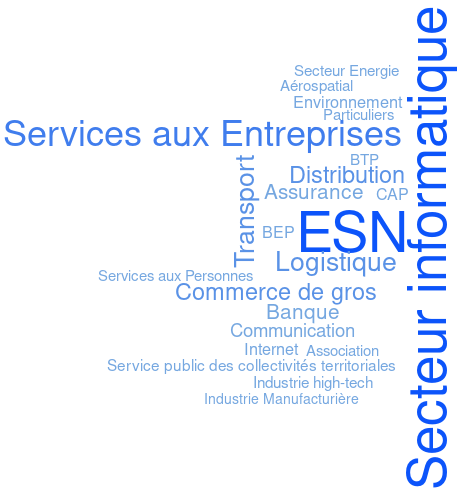 Secteur Energie
Aérospatial
Environnement
Particuliers
Services aux Entreprises
BTP
Distribution
Assurance
CAP
Transport
BEP
ESN
Secteur informatique
Logistique
Services aux Personnes
Commerce de gros
Banque
Communication
Internet
Association
Service public des collectivités territoriales
Industrie high-tech
Industrie Manufacturière